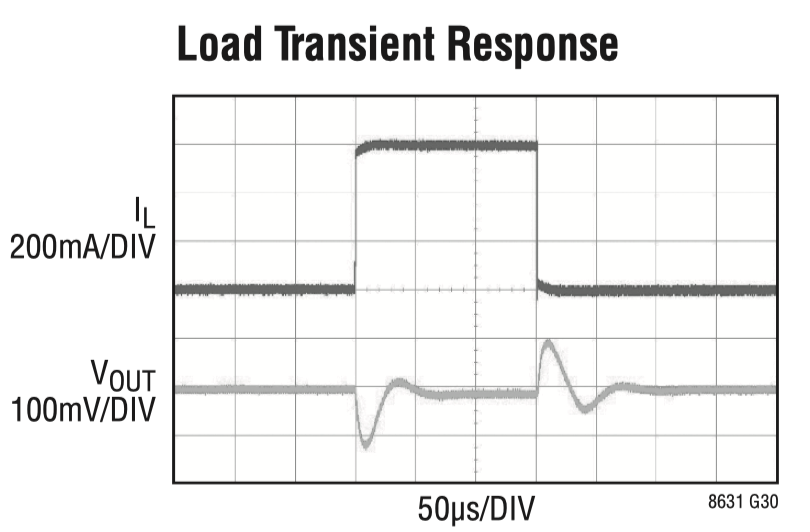 Load Transient Response
IL
200mA/DIV
VOUT
100mV/DIV
50µs/DIV
8631 G30